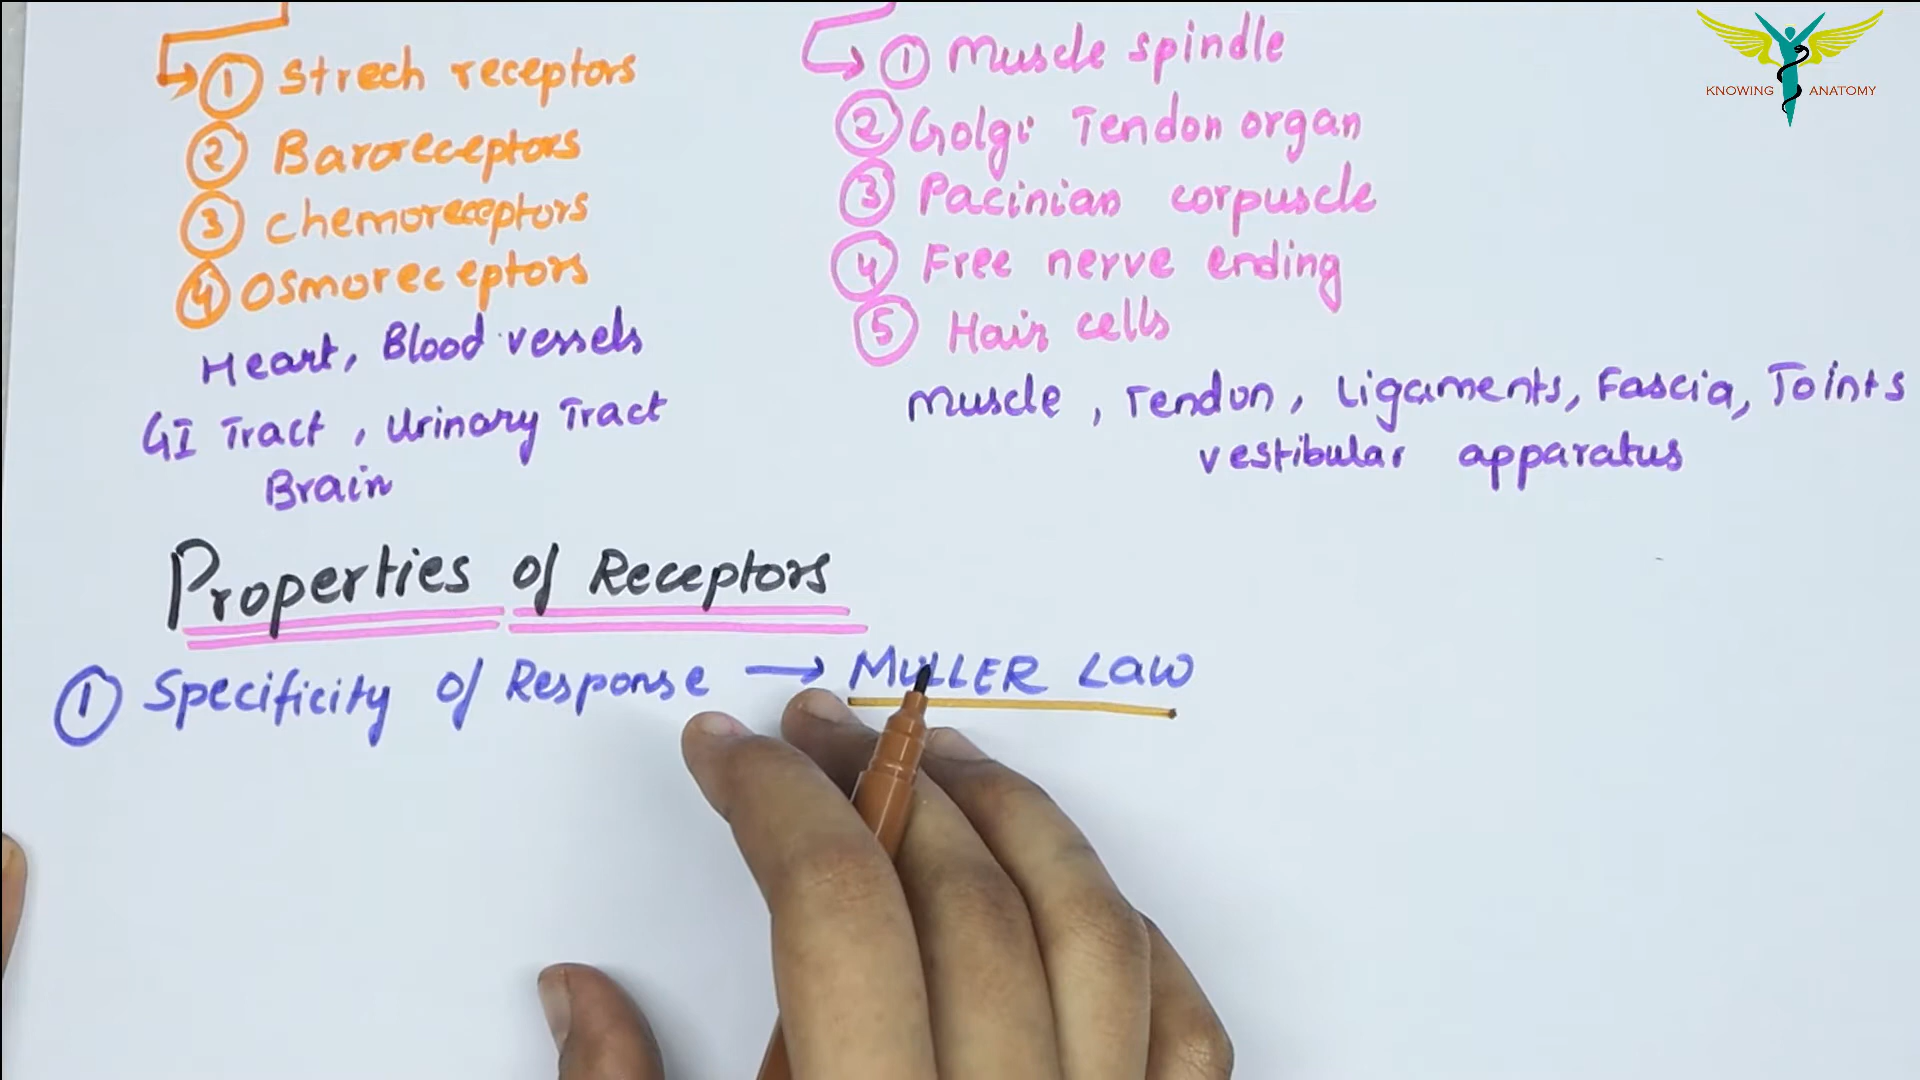 ① Strech receptors
② Baroreceptors
③ chemoreceptors
④ Osmoreceptors
Heart, Blood vessels
GI Tract, Urinary Tract
Brain
① Muscle spindle
② Golgi Tendon organ
③ Pacinian corpuscle
④ Free nerve ending
⑤ Hair cells
Muscle, Tendon, Ligaments, Fascia, Joints
vestibular apparatus
KNOWING ANATOMY
Properties of Receptors
① Specificity of Response → MULLER LaW